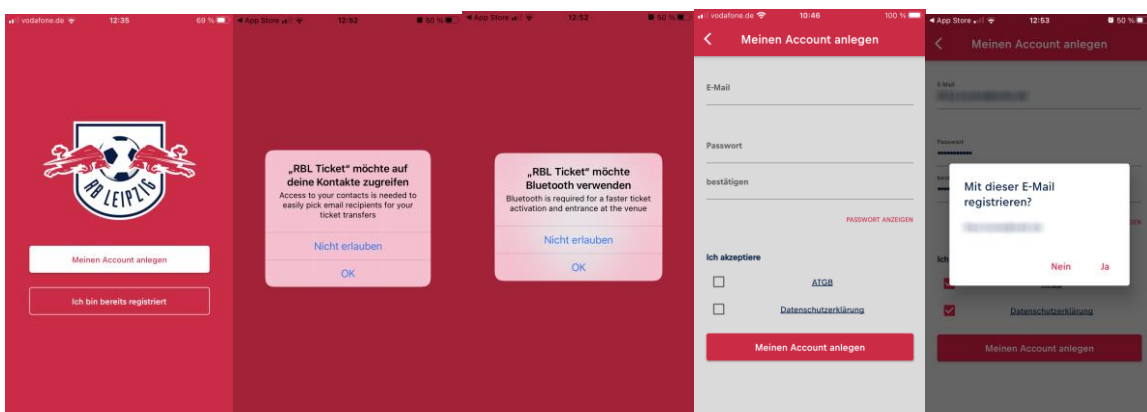 vodafone.de
12:35
69 %
RB LEIPZIG
Meinen Account anlegen
Ich bin bereits registriert
App Store
12:52
50 %
„RBL Ticket“ möchte auf
deine Kontakte zugreifen
Access to your contacts is needed to
easily pick email recipients for your
ticket transfers
Nicht erlauben
OK
App Store
12:52
50 %
„RBL Ticket“ möchte
Bluetooth verwenden
Bluetooth is required for a faster ticket
activation and entrance at the venue
Nicht erlauben
OK
vodafone.de
10:46
100 %
Meinen Account anlegen
E-Mail
Passwort
bestätigen
PASSWORT ANZEIGEN
Ich akzeptiere
ATGB
Datenschutzerklärung
Meinen Account anlegen
App Store
12:53
50 %
Meinen Account anlegen
E-Mail
Passwort
Mit dieser E-Mail
registrieren?
Nein Ja
Ich
Datenschutzerklärung
Meinen Account anlegen